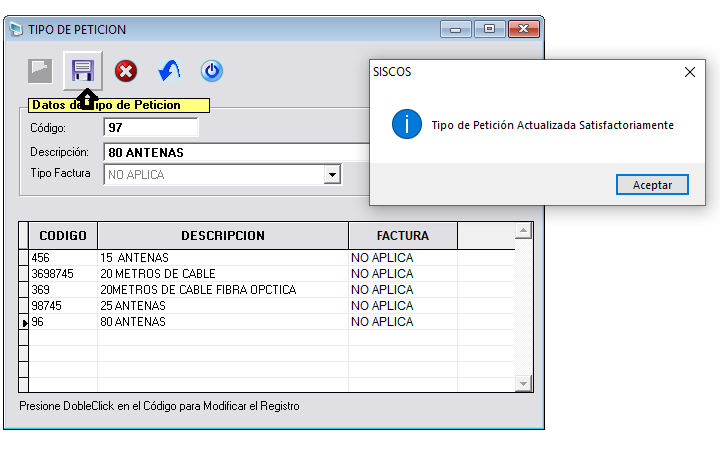 TIPO DE PETICION
SISCOS
Tipo de Petición Actualizada Satisfactoriamente
Aceptar
Datos de Tipo de Peticion
Código:
97
Descripción:
80 ANTENAS
Tipo Factura
NO APLICA
CODIGO DESCRIPCION FACTURA
456 15 ANTENAS NO APLICA
3698745 20 METROS DE CABLE NO APLICA
369 20METROS DE CABLE FIBRA OPCTICA NO APLICA
98745 25 ANTENAS NO APLICA
96 80 ANTENAS NO APLICA
Presione DobleClick en el Código para Modificar el Registro